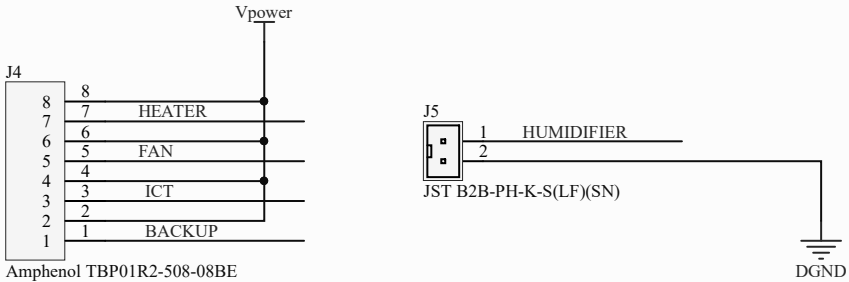 Vpower
J4
8 8
7 7 HEATER
6 6
5 5 FAN
4 4
3 3 ICT
2 2
1 1 BACKUP
Amphenol TBP01R2-508-08BE
J5
1 HUMIDIFIER
2
JST B2B-PH-K-S(LF)(SN)
DGND